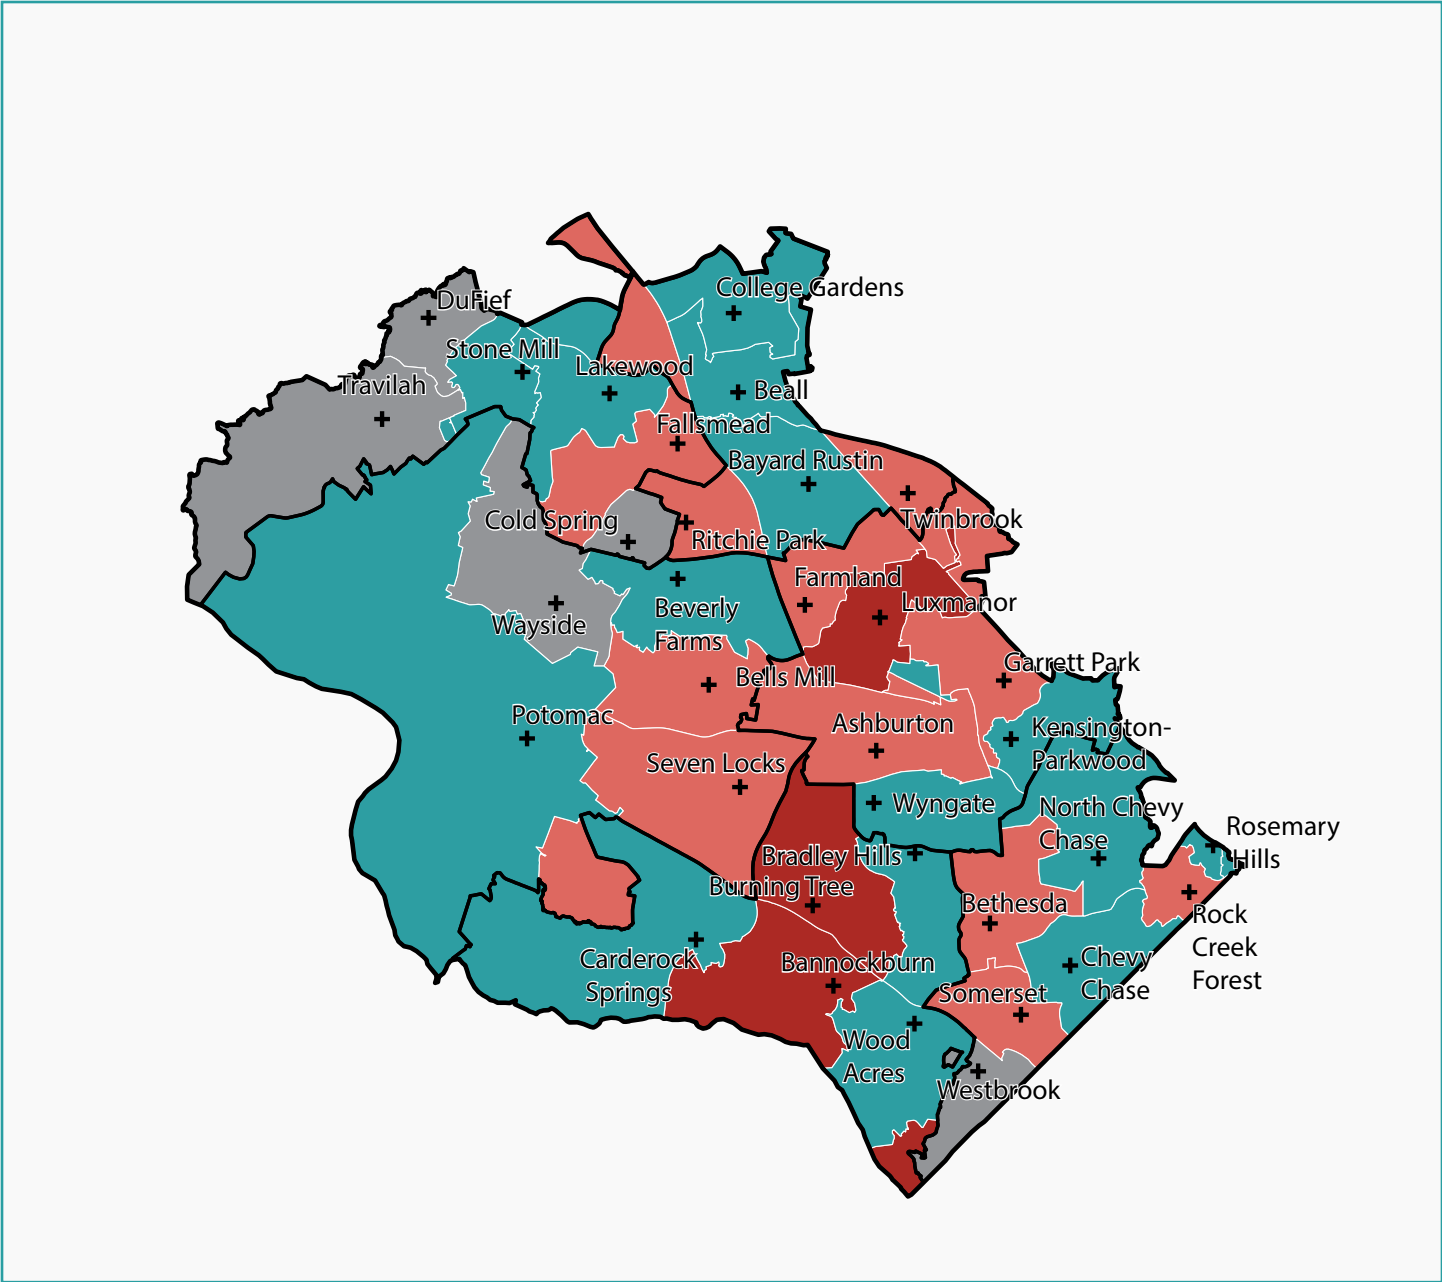 College Gardens
DuFief
Stone Mill
Lakewood
Travilah
Beall
Fallsmead
Bayard Rustin
Cold Spring
Twinbrook
Ritchie Park
Farmland
Luxmanor
Beverly
Farms
Wayside
Garrett Park
Bells Mill
Potomac
Ashburton
Kensington-
Parkwood
Seven Locks
Wyngate
North Chevy
Chase
Rosemary
Hills
Bradley Hills
Burning Tree
Bethesda
Rock
Creek
Forest
Carderock
Springs
Bannockburn
Chevy
Chase
Somerset
Wood
Acres
Westbrook